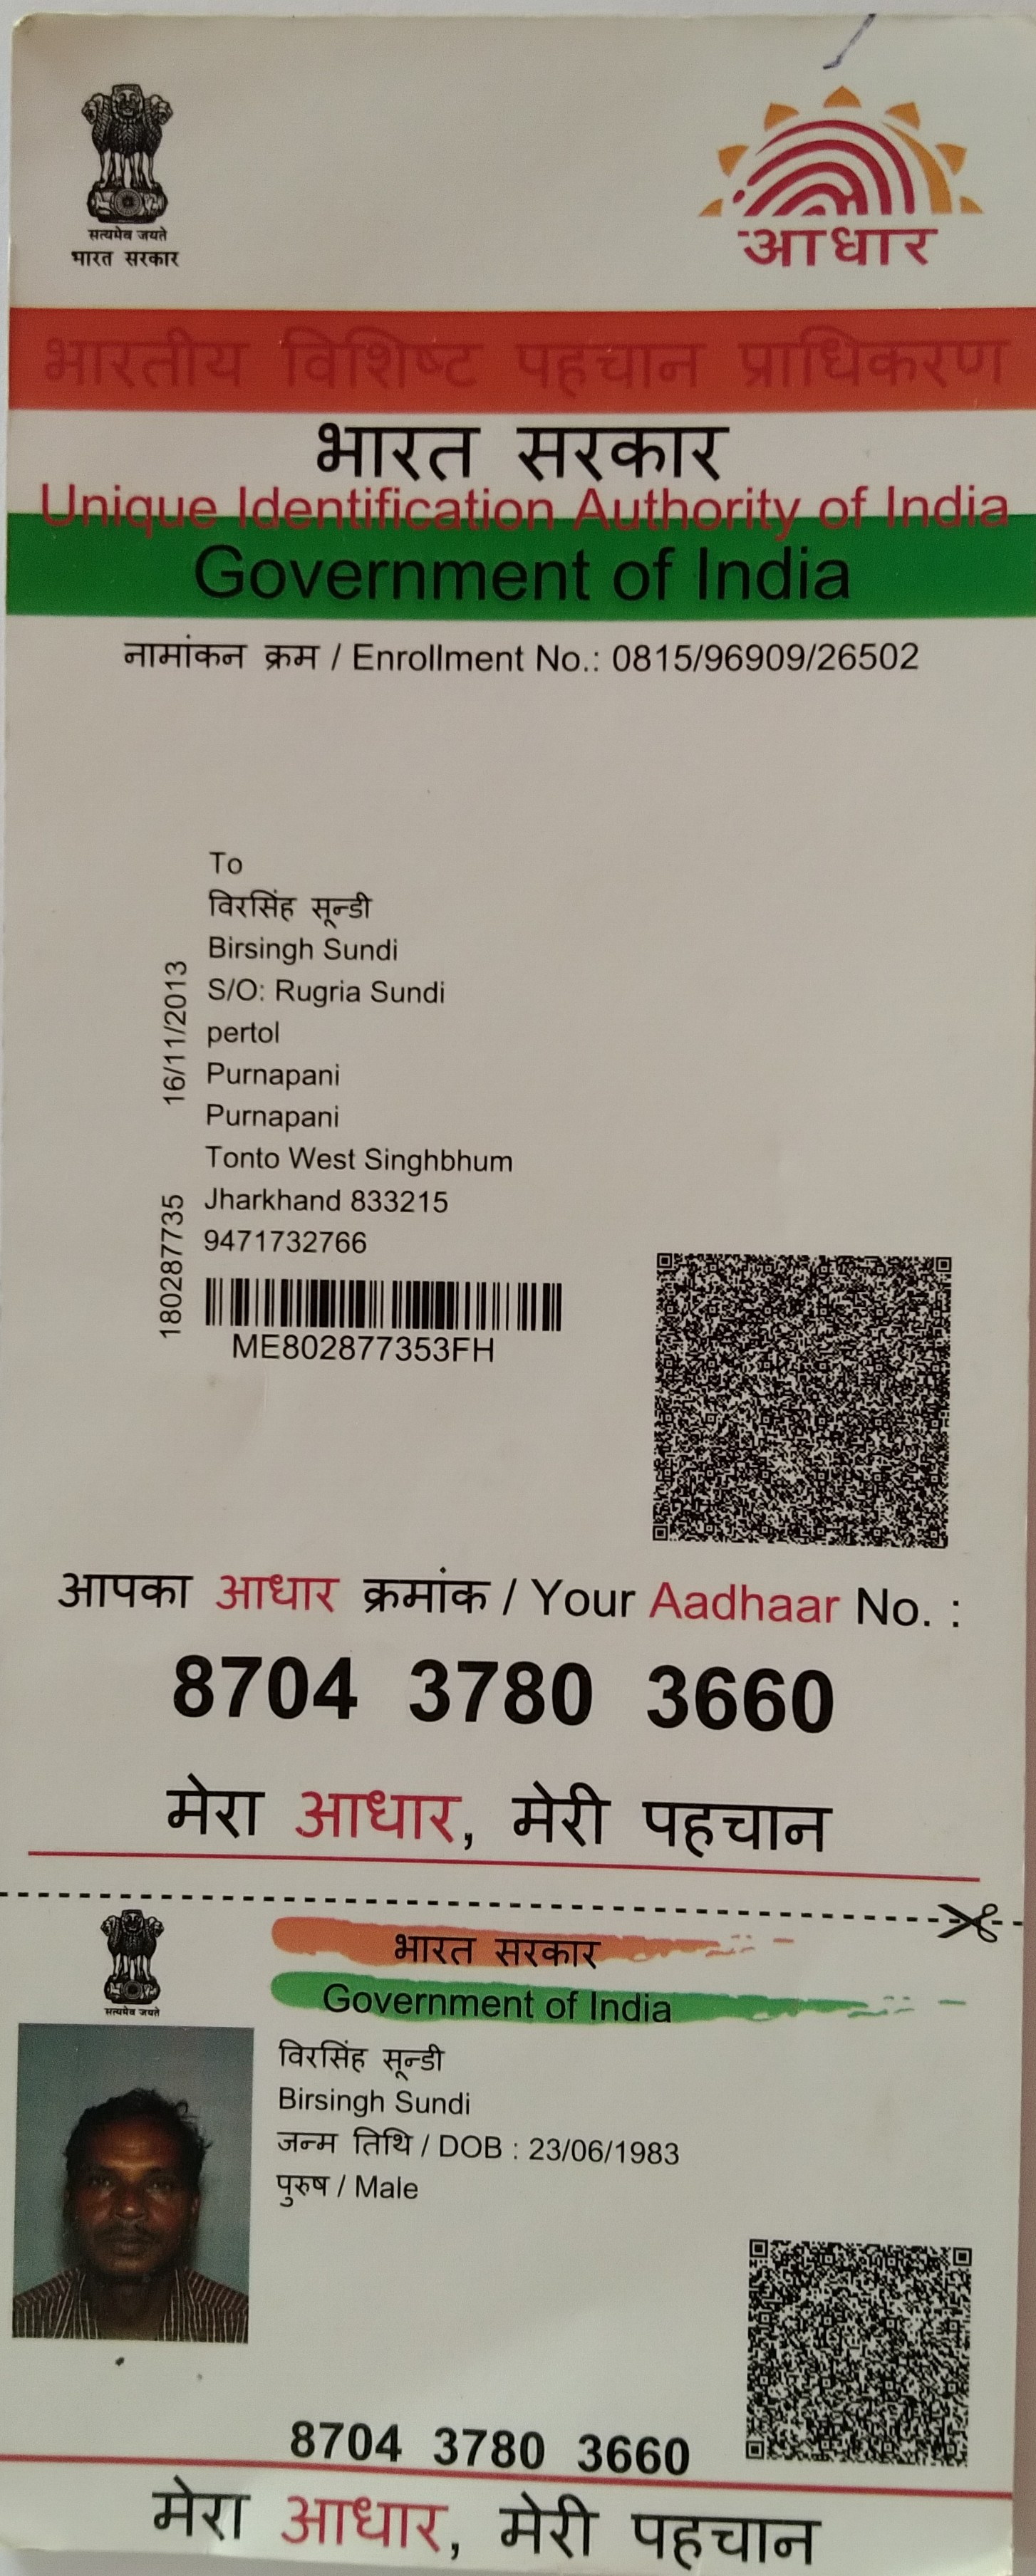 सत्यमेव जयते
भारत सरकार
आधार
भारतीय विशिष्ट पहचान प्राधिकरण
भारत सरकार
Unique Identification Authority of India
Government of India
नामांकन क्रम / Enrollment No.: 0815/96909/26502
To
विरसिंह सून्डी
Birsingh Sundi
S/O: Rugria Sundi
pertol
Purnapani
Purnapani
Tonto West Singhbhum
Jharkhand 833215
9471732766
16/11/2013
180287735
ME802877353FH
आपका आधार क्रमांक / Your Aadhaar No. :
8704 3780 3660
मेरा आधार, मेरी पहचान
सत्यमेव जयते
भारत सरकार
Government of India
विरसिंह सून्डी
Birsingh Sundi
जन्म तिथि / DOB : 23/06/1983
पुरुष / Male
8704 3780 3660
मेरा आधार, मेरी पहचान